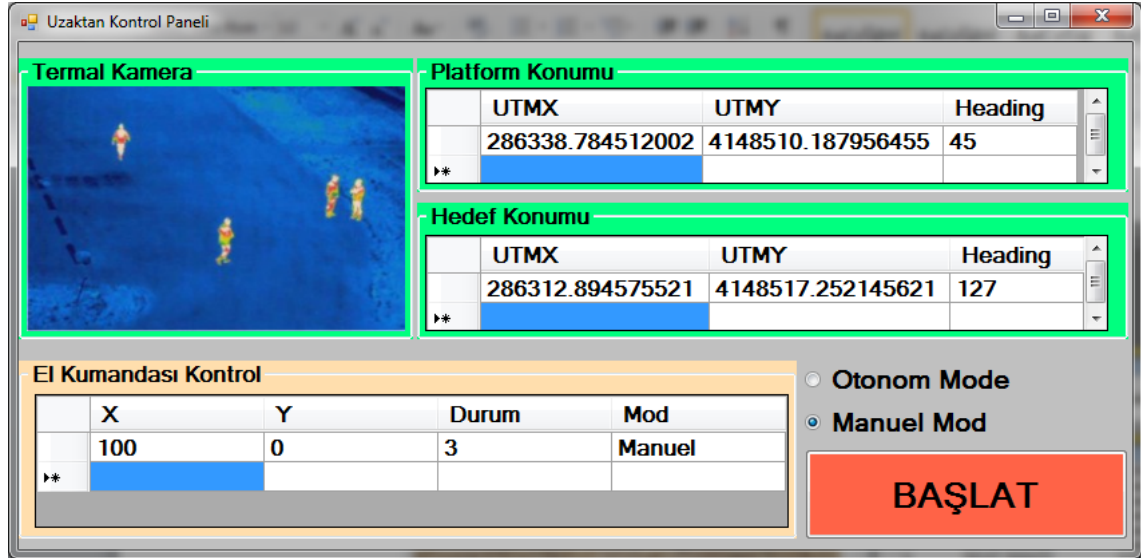 Uzaktan Kontrol Paneli
Termal Kamera
Platform Konumu
UTMX UTMY Heading
286338.784512002 4148510.187956455 45
Hedef Konumu
UTMX UTMY Heading
286312.894575521 4148517.252145621 127
El Kumandası Kontrol
X Y Durum Mod
100 0 3 Manuel
Otonom Mode
Manuel Mod
BAŞLAT